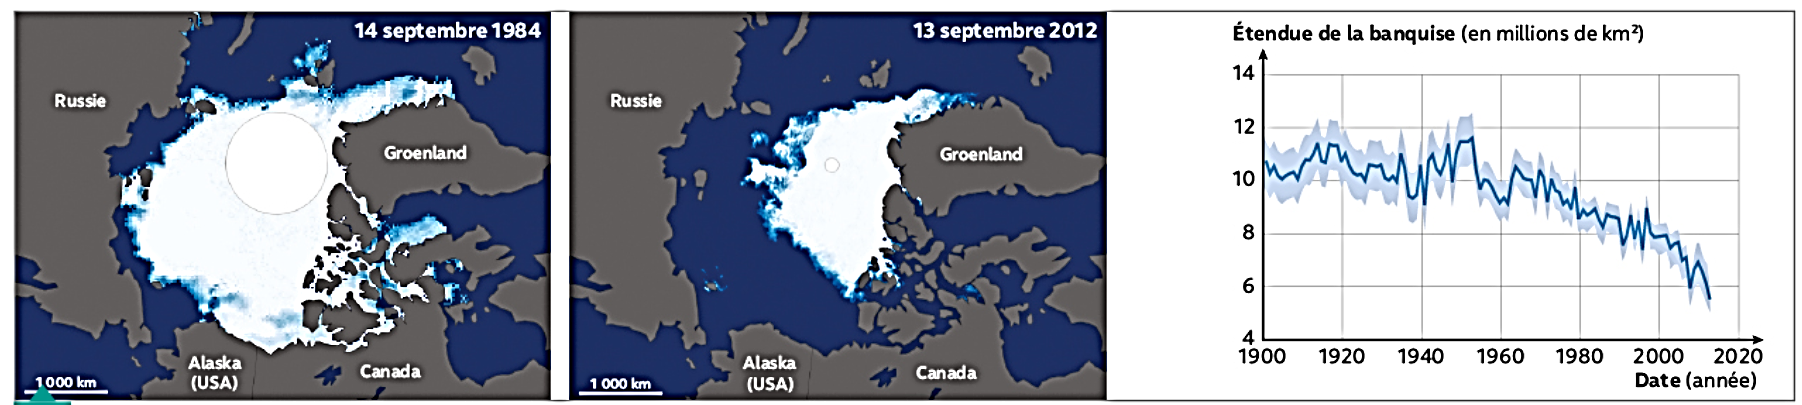 14 septembre 1984
Russie
Groenland
Alaska
(USA)
Canada
1 000 km
13 septembre 2012
Russie
Groenland
Alaska
(USA)
Canada
1 000 km
Étendue de la banquise (en millions de km²)
14
12
10
8
6
4
1900 1920 1940 1960 1980 2000 2020
Date (année)